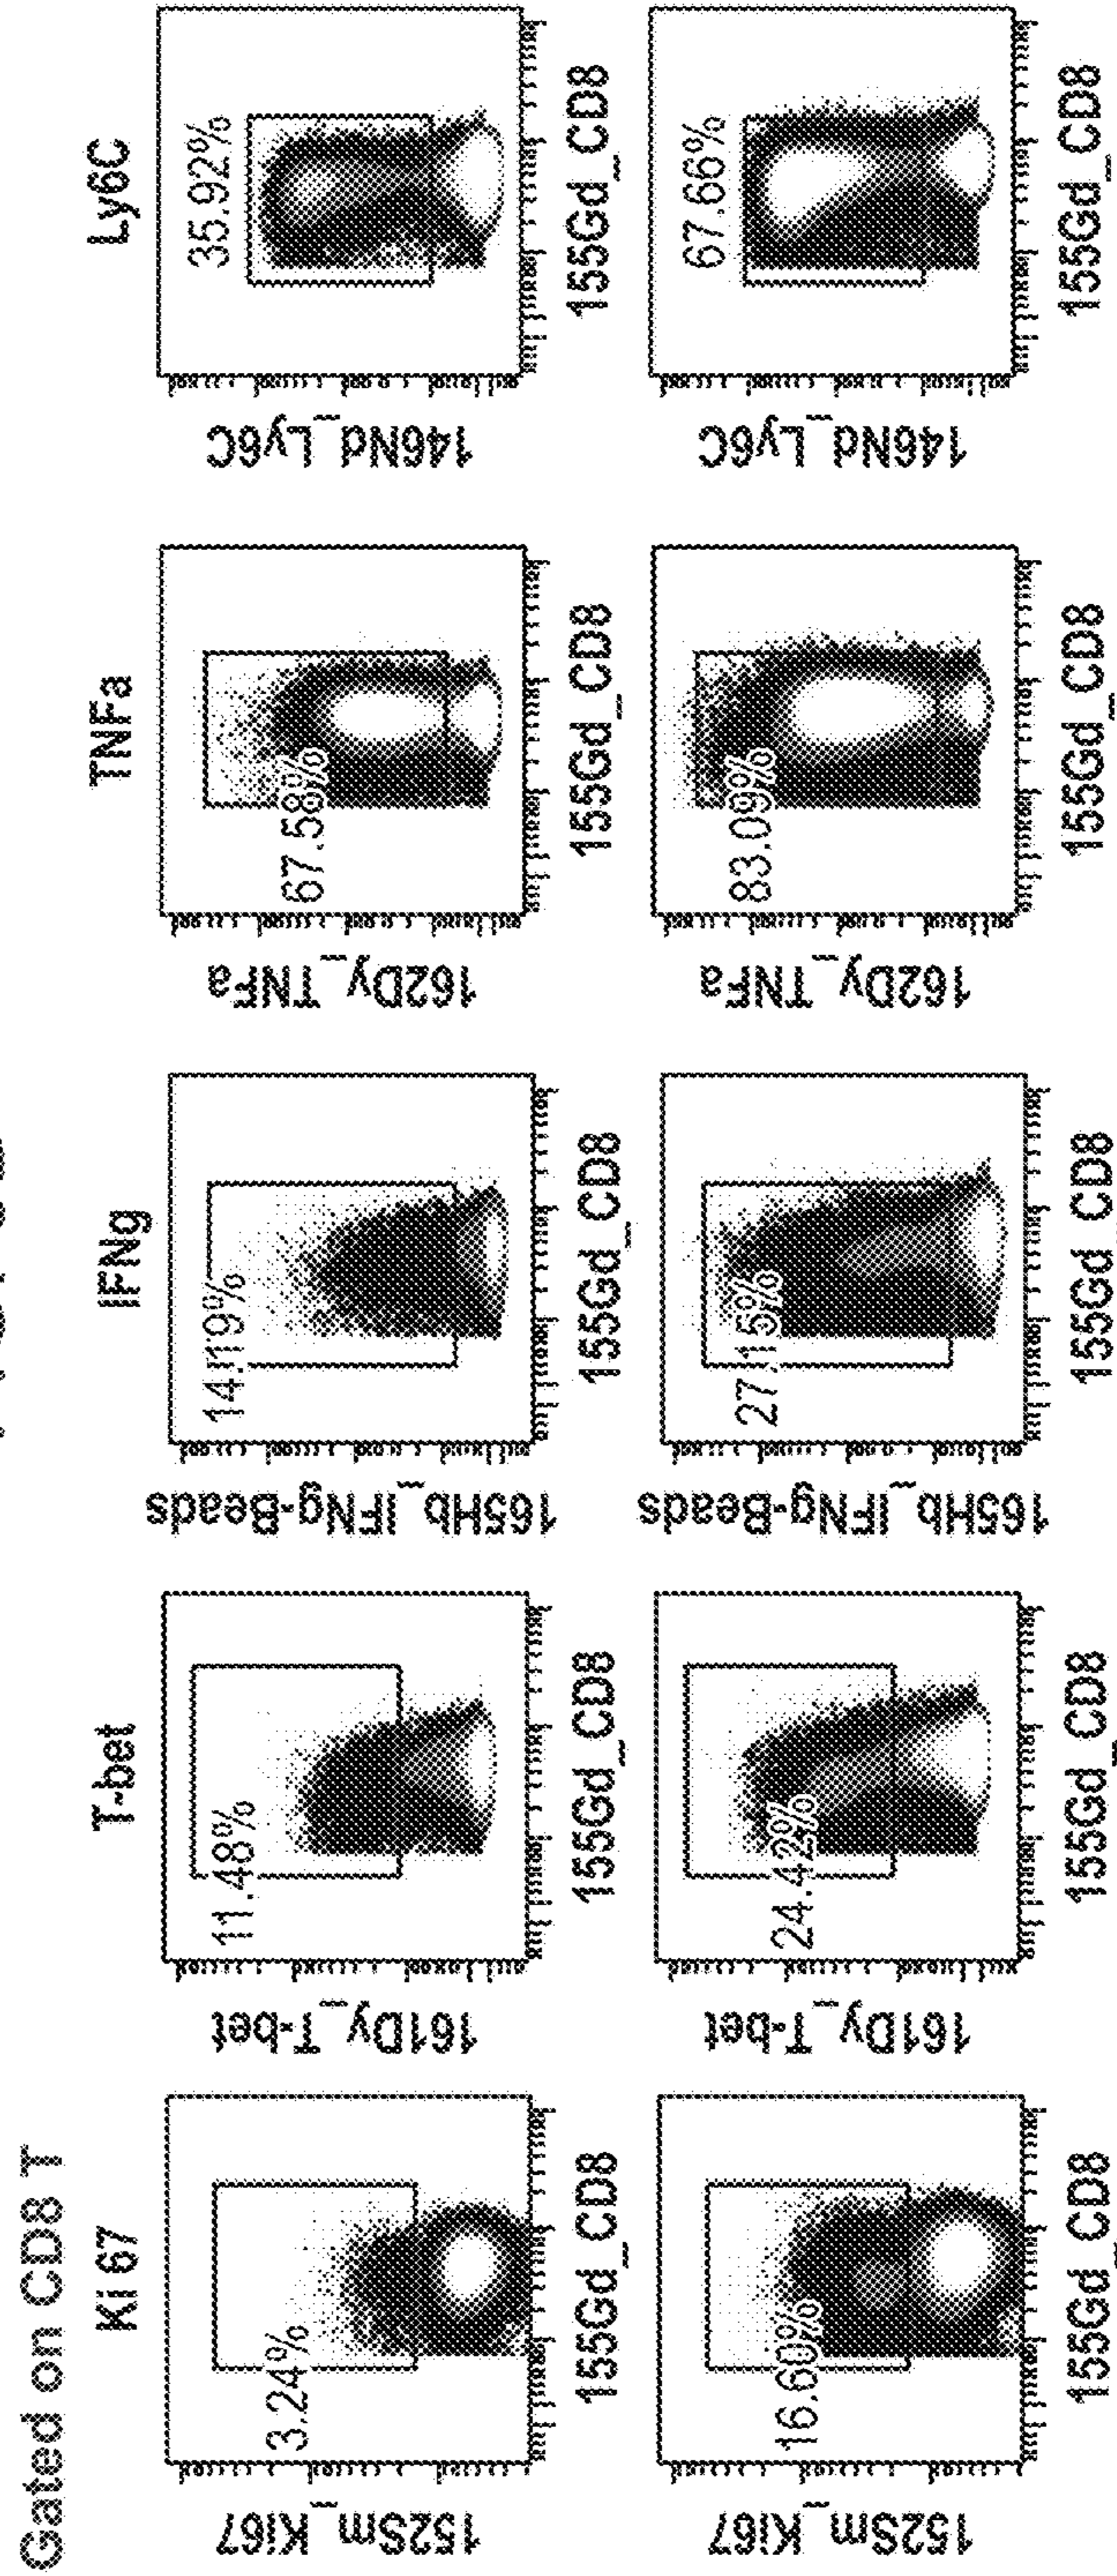 Gated on CD8 T
Ki 67
T-bet
IFNg
TNFa
Ly6C
152Sm_Ki67
3.24%
155Gd_CD8
161Dy_T-bet
11.48%
155Gd_CD8
165Hb_IFNg-Beads
14.19%
155Gd_CD8
162Dy_TNFa
67.58%
155Gd_CD8
146Nd_Ly6C
35.92%
155Gd_CD8
152Sm_Ki67
16.60%
155Gd_CD8
161Dy_T-bet
24.42%
155Gd_CD8
165Hb_IFNg-Beads
27.15%
155Gd_CD8
162Dy_TNFa
83.09%
155Gd_CD8
146Nd_Ly6C
67.66%
155Gd_CD8